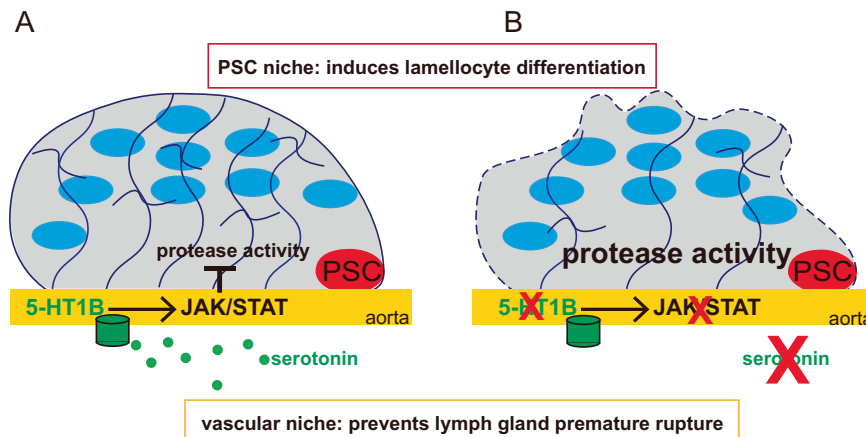 A
B
PSC niche: induces lamellocyte differentiation
protease activity
PSC
5-HT1B
JAK/STAT
aorta
serotonin
protease activity
PSC
5-HT1B
JAK/STAT
aorta
serotonin
vascular niche: prevents lymph gland premature rupture